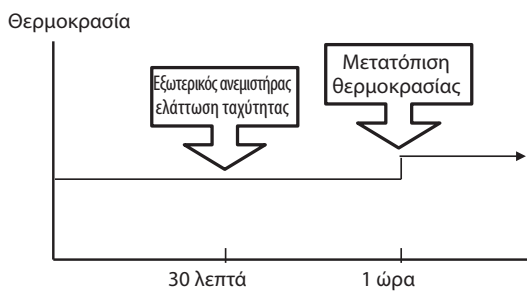 Θερμοκρασία
Εξωτερικός ανεμιστήρας
ελάττωση ταχύτητας
Μετατόπιση
θερμοκρασίας
30 λεπτά
1 ώρα